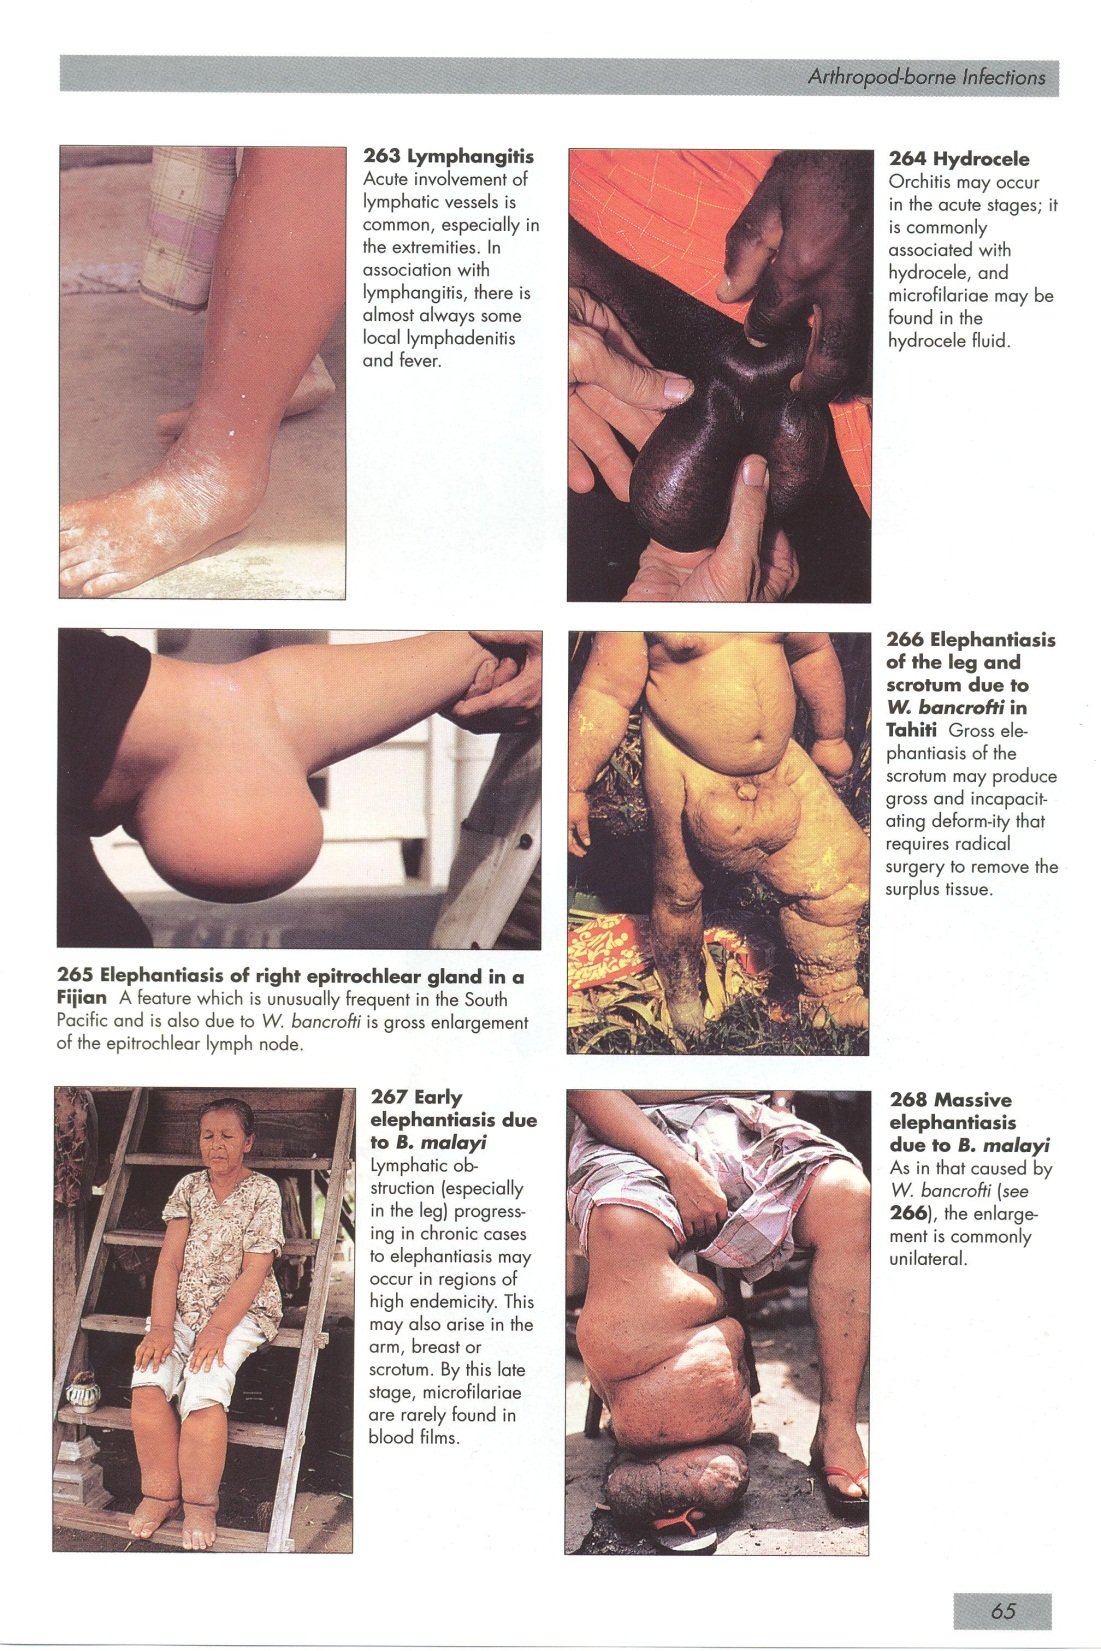 Arthropod-borne Infections
263 Lymphangitis
Acute involvement of
lymphatic vessels is
common, especially in
the extremities. In
association with
lymphangitis, there is
almost always some
local lymphadenitis
and fever.
264 Hydrocele
Orchitis may occur
in the acute stages; it
is commonly
associated with
hydrocele, and
microfilariae may be
found in the
hydrocele fluid.
265 Elephantiasis of right epitrochlear gland in a
Fijian A feature which is unusually frequent in the South
Pacific and is also due to W. bancrofti is gross enlargement
of the epitrochlear lymph node.
266 Elephantiasis
of the leg and
scrotum due to
W. bancrofti in
Tahiti Gross ele-
phantiasis of the
scrotum may produce
gross and incapacit-
ating deform-ity that
requires radical
surgery to remove the
surplus tissue.
267 Early
elephantiasis due
to B. malayi
Lymphatic ob-
struction (especially
in the leg) progress-
ing in chronic cases
to elephantiasis may
occur in regions of
high endemicity. This
may also arise in the
arm, breast or
scrotum. By this late
stage, microfilariae
are rarely found in
blood films.
268 Massive
elephantiasis
due to B. malayi
As in that caused by
W. bancrofti (see
266), the enlarge-
ment is commonly
unilateral.
65